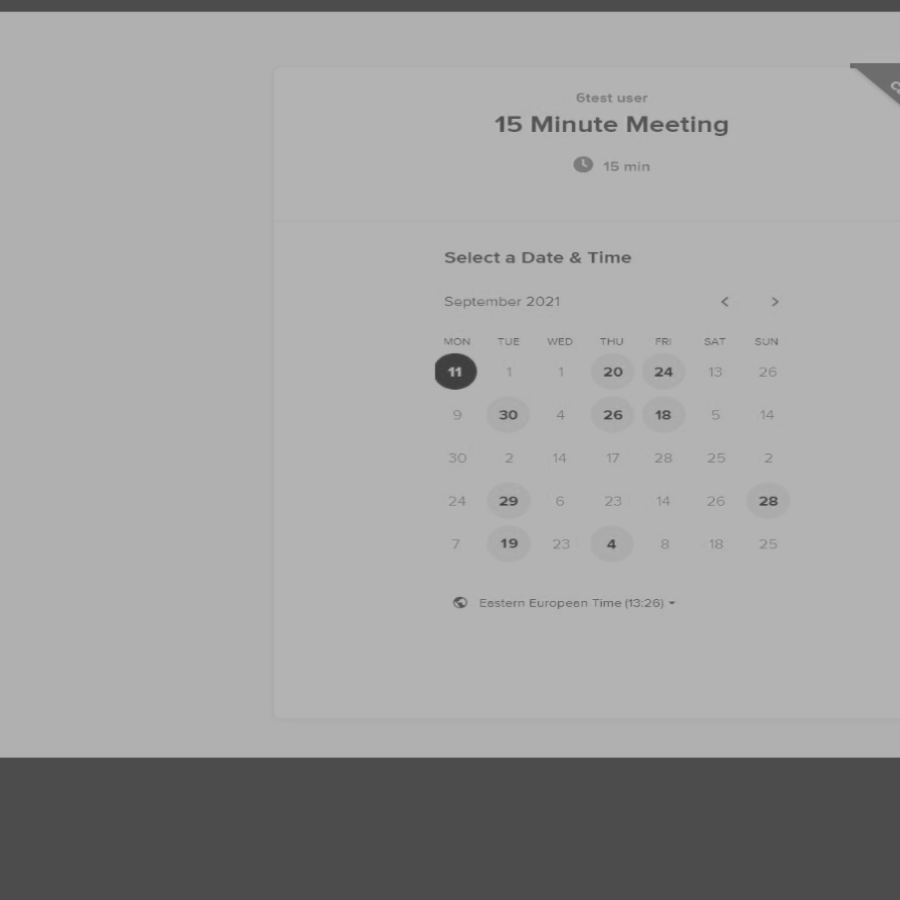 6test user
15 Minute Meeting
15 min
Select a Date & Time
September 2021
MON TUE WED THU FRI SAT SUN
11 1 1 20 24 13 26
9 30 4 26 18 5 14
30 2 14 17 28 25 2
24 29 6 23 14 26 28
7 19 23 4 8 18 25
Eastern European Time (13:26)